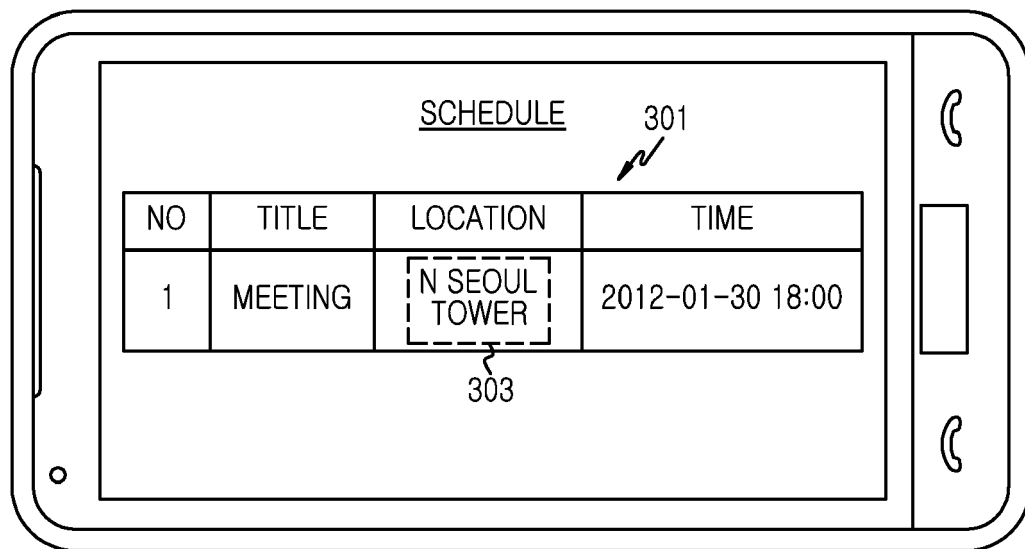 SCHEDULE
301
NO TITLE LOCATION TIME
1 MEETING N SEOUL TOWER 2012-01-30 18:00
303